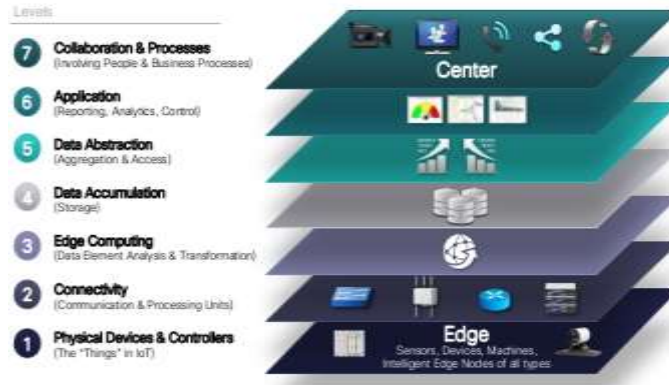 Levels
7
Collaboration & Processes
(Involving People & Business Processes)
6
Application
(Reporting, Analytics, Control)
5
Data Abstraction
(Aggregation & Access)
4
Data Accumulation
(Storage)
3
Edge Computing
(Data Element Analysis & Transformation)
2
Connectivity
(Communication & Processing Units)
1
Physical Devices & Controllers
(The "Things" in IoT)
Center
Edge
Sensors, Devices, Machines,
Intelligent Edge Nodes of all types